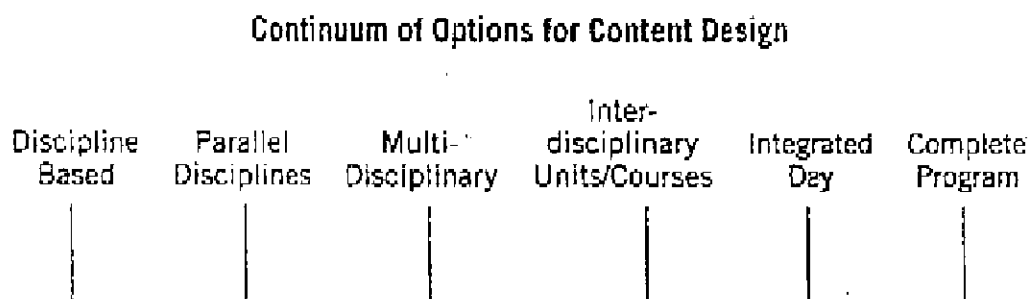 Continuum of Options for Content Design
Inter-
Discipline Parallel Multi- disciplinary Integrated Complete
Based Disciplines Disciplinary Units/Courses Day Program